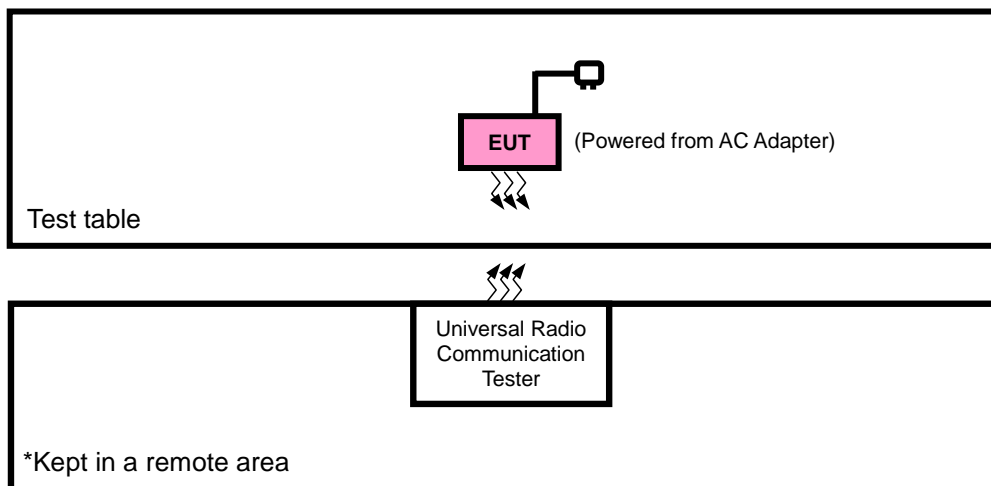 EUT
(Powered from AC Adapter)
Test table
Universal Radio
Communication
Tester
*Kept in a remote area